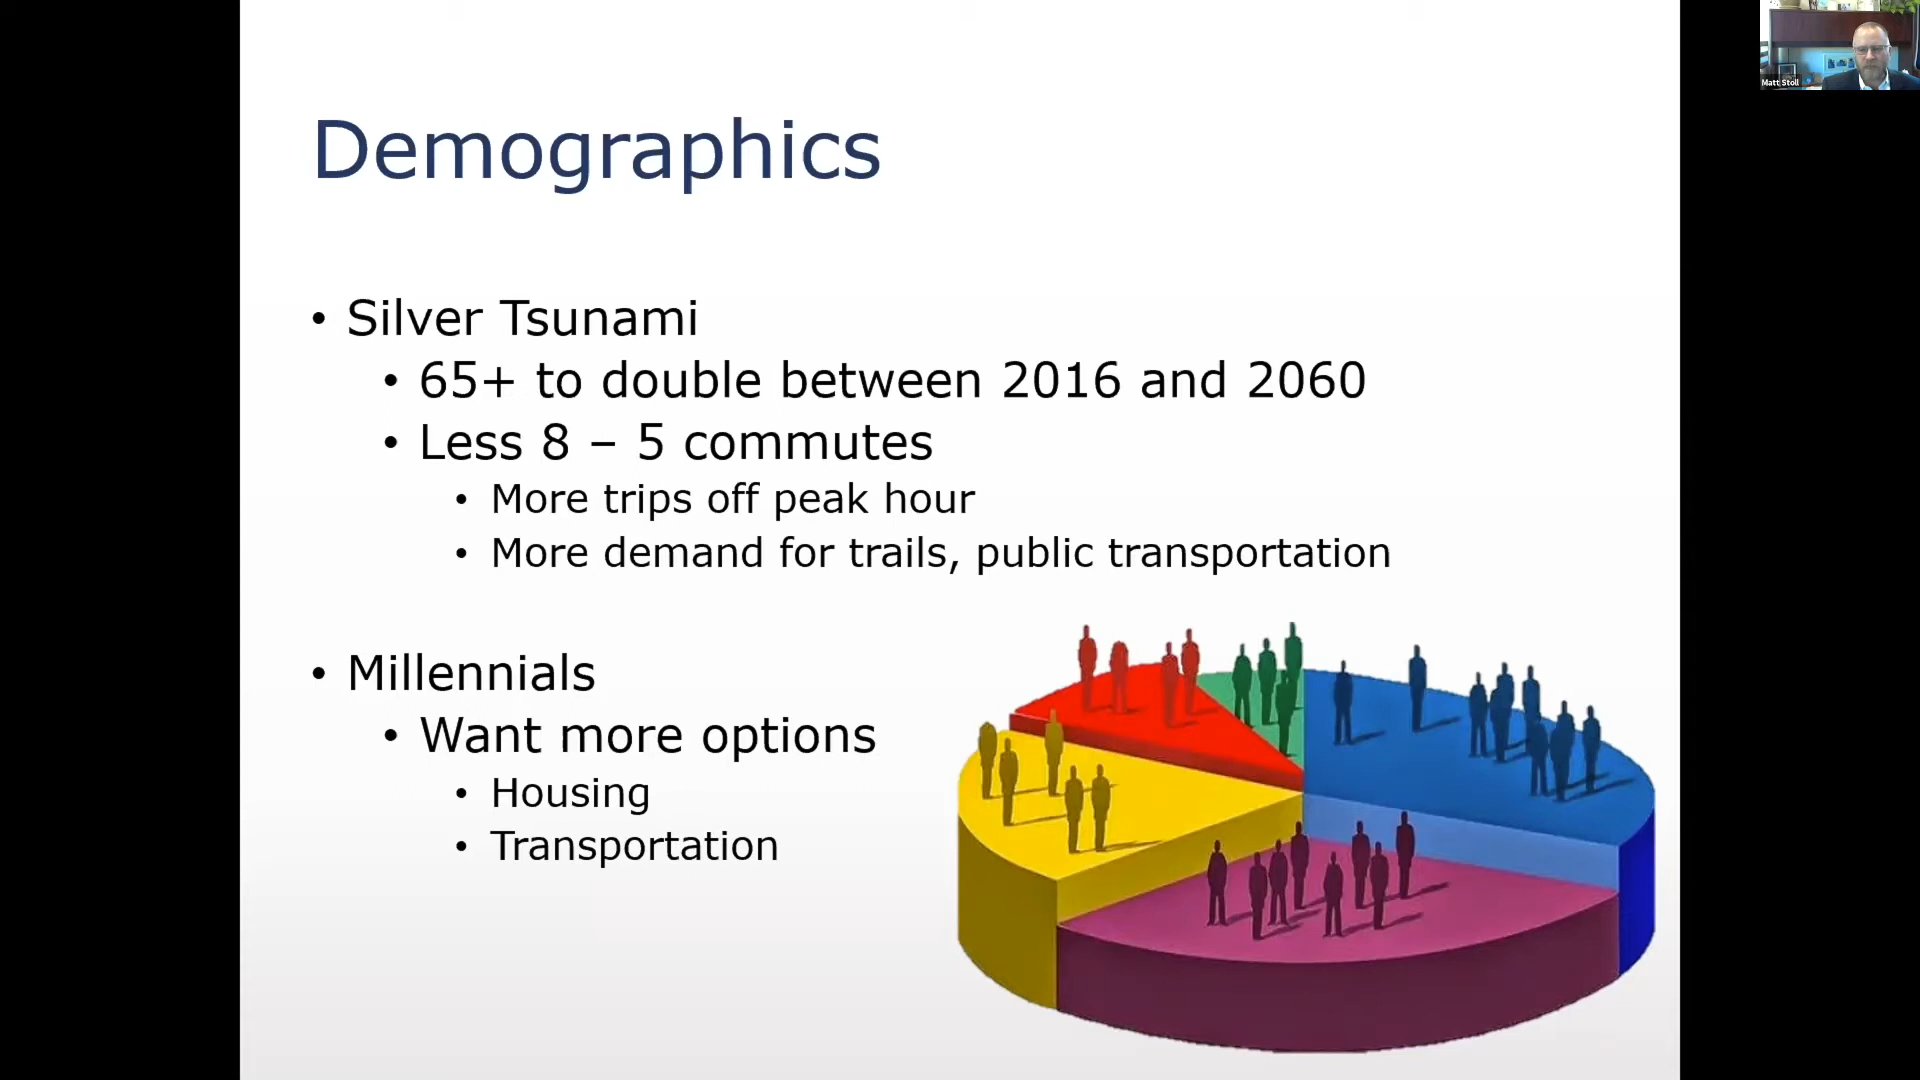 Demographics
• Silver Tsunami
• 65+ to double between 2016 and 2060
• Less 8 – 5 commutes
• More trips off peak hour
• More demand for trails, public transportation
• Millennials
• Want more options
• Housing
• Transportation
Matt Stoll